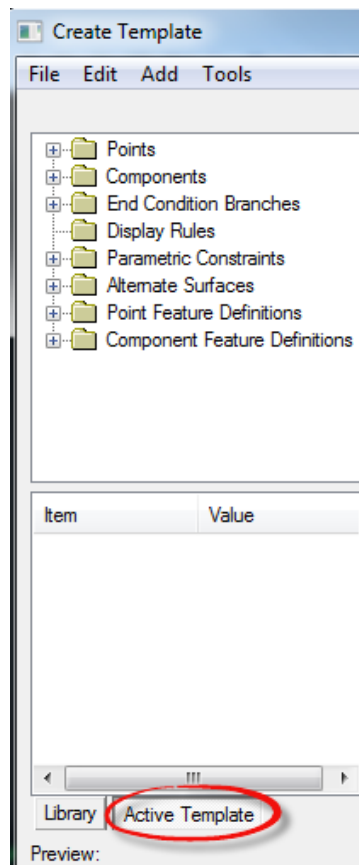 Create Template
File Edit Add Tools
Points
Components
End Condition Branches
Display Rules
Parametric Constraints
Alternate Surfaces
Point Feature Definitions
Component Feature Definitions
Item Value
Library Active Template
Preview: